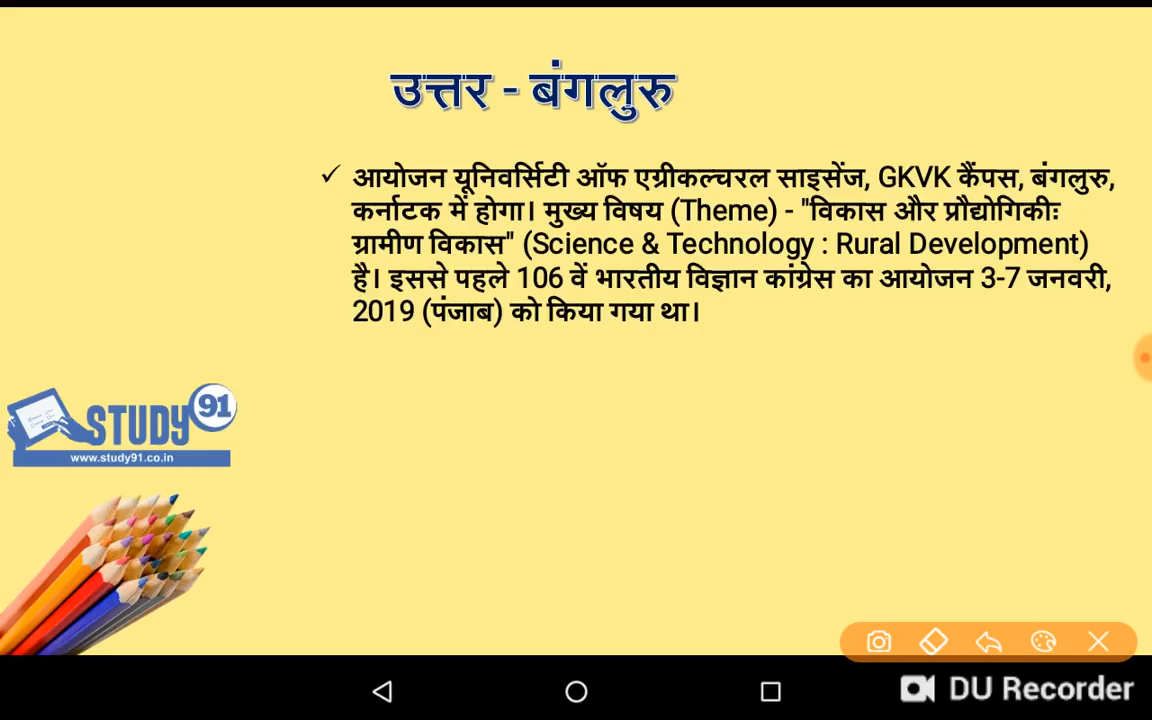 उत्तर - बंगलुरु
✓ आयोजन यूनिवर्सिटी ऑफ एग्रीकल्चरल साइसेंज, GKVK कैंपस, बंगलुरु,
कर्नाटक में होगा। मुख्य विषय (Theme) - "विकास और प्रौद्योगिकीः
ग्रामीण विकास" (Science & Technology : Rural Development)
है। इससे पहले 106 वें भारतीय विज्ञान कांग्रेस का आयोजन 3-7 जनवरी,
2019 (पंजाब) को किया गया था।
STUDY 91
www.study91.co.in
DU Recorder